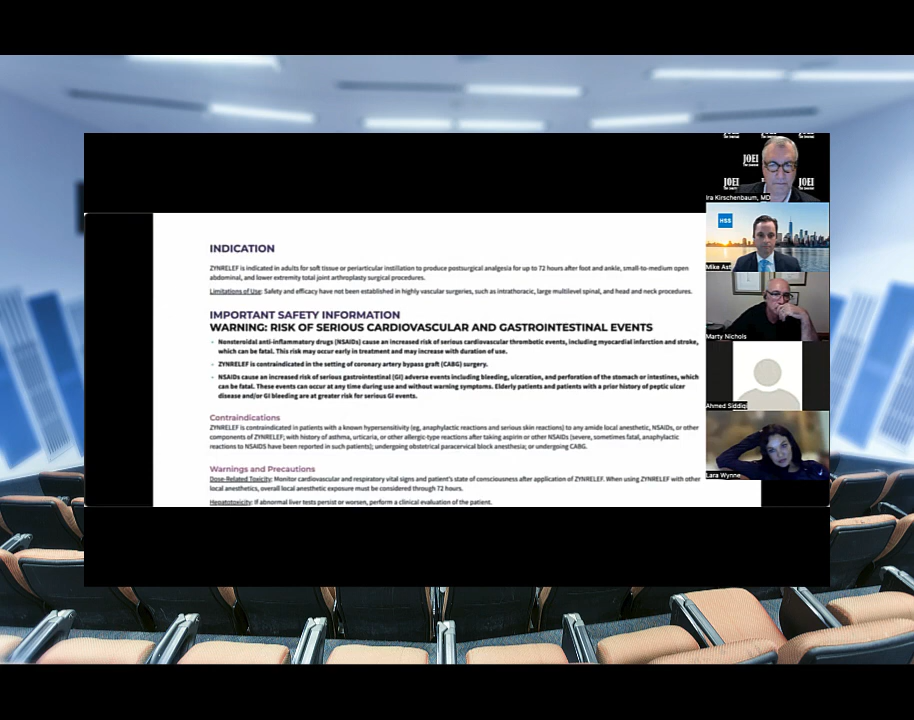 INDICATION
ZYNRELEF is indicated in adults for soft tissue or periarticular instillation to produce postsurgical analgesia for up to 72 hours after foot and ankle, small-to-medium open
abdominal, and lower extremity total joint arthroplasty surgical procedures.
Limitations of Use: Safety and efficacy have not been established in highly vascular surgeries, such as intrathoracic, large multilevel spinal, and head and neck procedures.
IMPORTANT SAFETY INFORMATION
WARNING: RISK OF SERIOUS CARDIOVASCULAR AND GASTROINTESTINAL EVENTS
• Nonsteroidal anti-inflammatory drugs (NSAIDs) cause an increased risk of serious cardiovascular thrombotic events, including myocardial infarction and stroke,
which can be fatal. This risk may occur early in treatment and may increase with duration of use.
• ZYNRELEF is contraindicated in the setting of coronary artery bypass graft (CABG) surgery.
• NSAIDs cause an increased risk of serious gastrointestinal (GI) adverse events including bleeding, ulceration, and perforation of the stomach or intestines, which
can be fatal. These events can occur at any time during use and without warning symptoms. Elderly patients and patients with a prior history of peptic ulcer
disease and/or GI bleeding are at greater risk for serious GI events.
Contraindications
ZYNRELEF is contraindicated in patients with a known hypersensitivity (eg, anaphylactic reactions and serious skin reactions) to any amide local anesthetic, NSAIDs, or other
components of ZYNRELEF; with history of asthma, urticaria, or other allergic-type reactions after taking aspirin or other NSAIDs (severe, sometimes fatal, anaphylactic
reactions to NSAIDS have been reported in such patients); undergoing obstetrical paracervical block anesthesia; or undergoing CABG.
Warnings and Precautions
Dose-Related Toxicity: Monitor cardiovascular and respiratory vital signs and patient's state of consciousness after application of ZYNRELEF. When using ZYNRELEF with other
local anesthetics, overall local anesthetic exposure must be considered through 72 hours.
Hepatotoxicity: If abnormal liver tests persist or worsen, perform a clinical evaluation of the patient.
JOEI
JOEI
JOEI
Ira Kirschenbaum, MD
HSS
Mike Ast
Marty Nichols
Ahmed Siddiqi
Lara Wynne